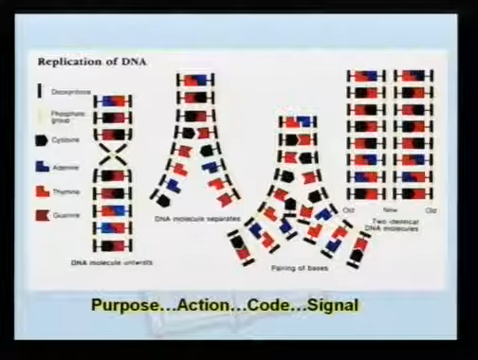 Replication of DNA
Deoxyribose
Phosphate
group
Cytosine
Adenine
Thymine
Guanine
DNA molecule untwists
DNA molecule separates
Pairing of bases
Old New Old
Two identical
DNA molecules
Purpose...Action...Code...Signal